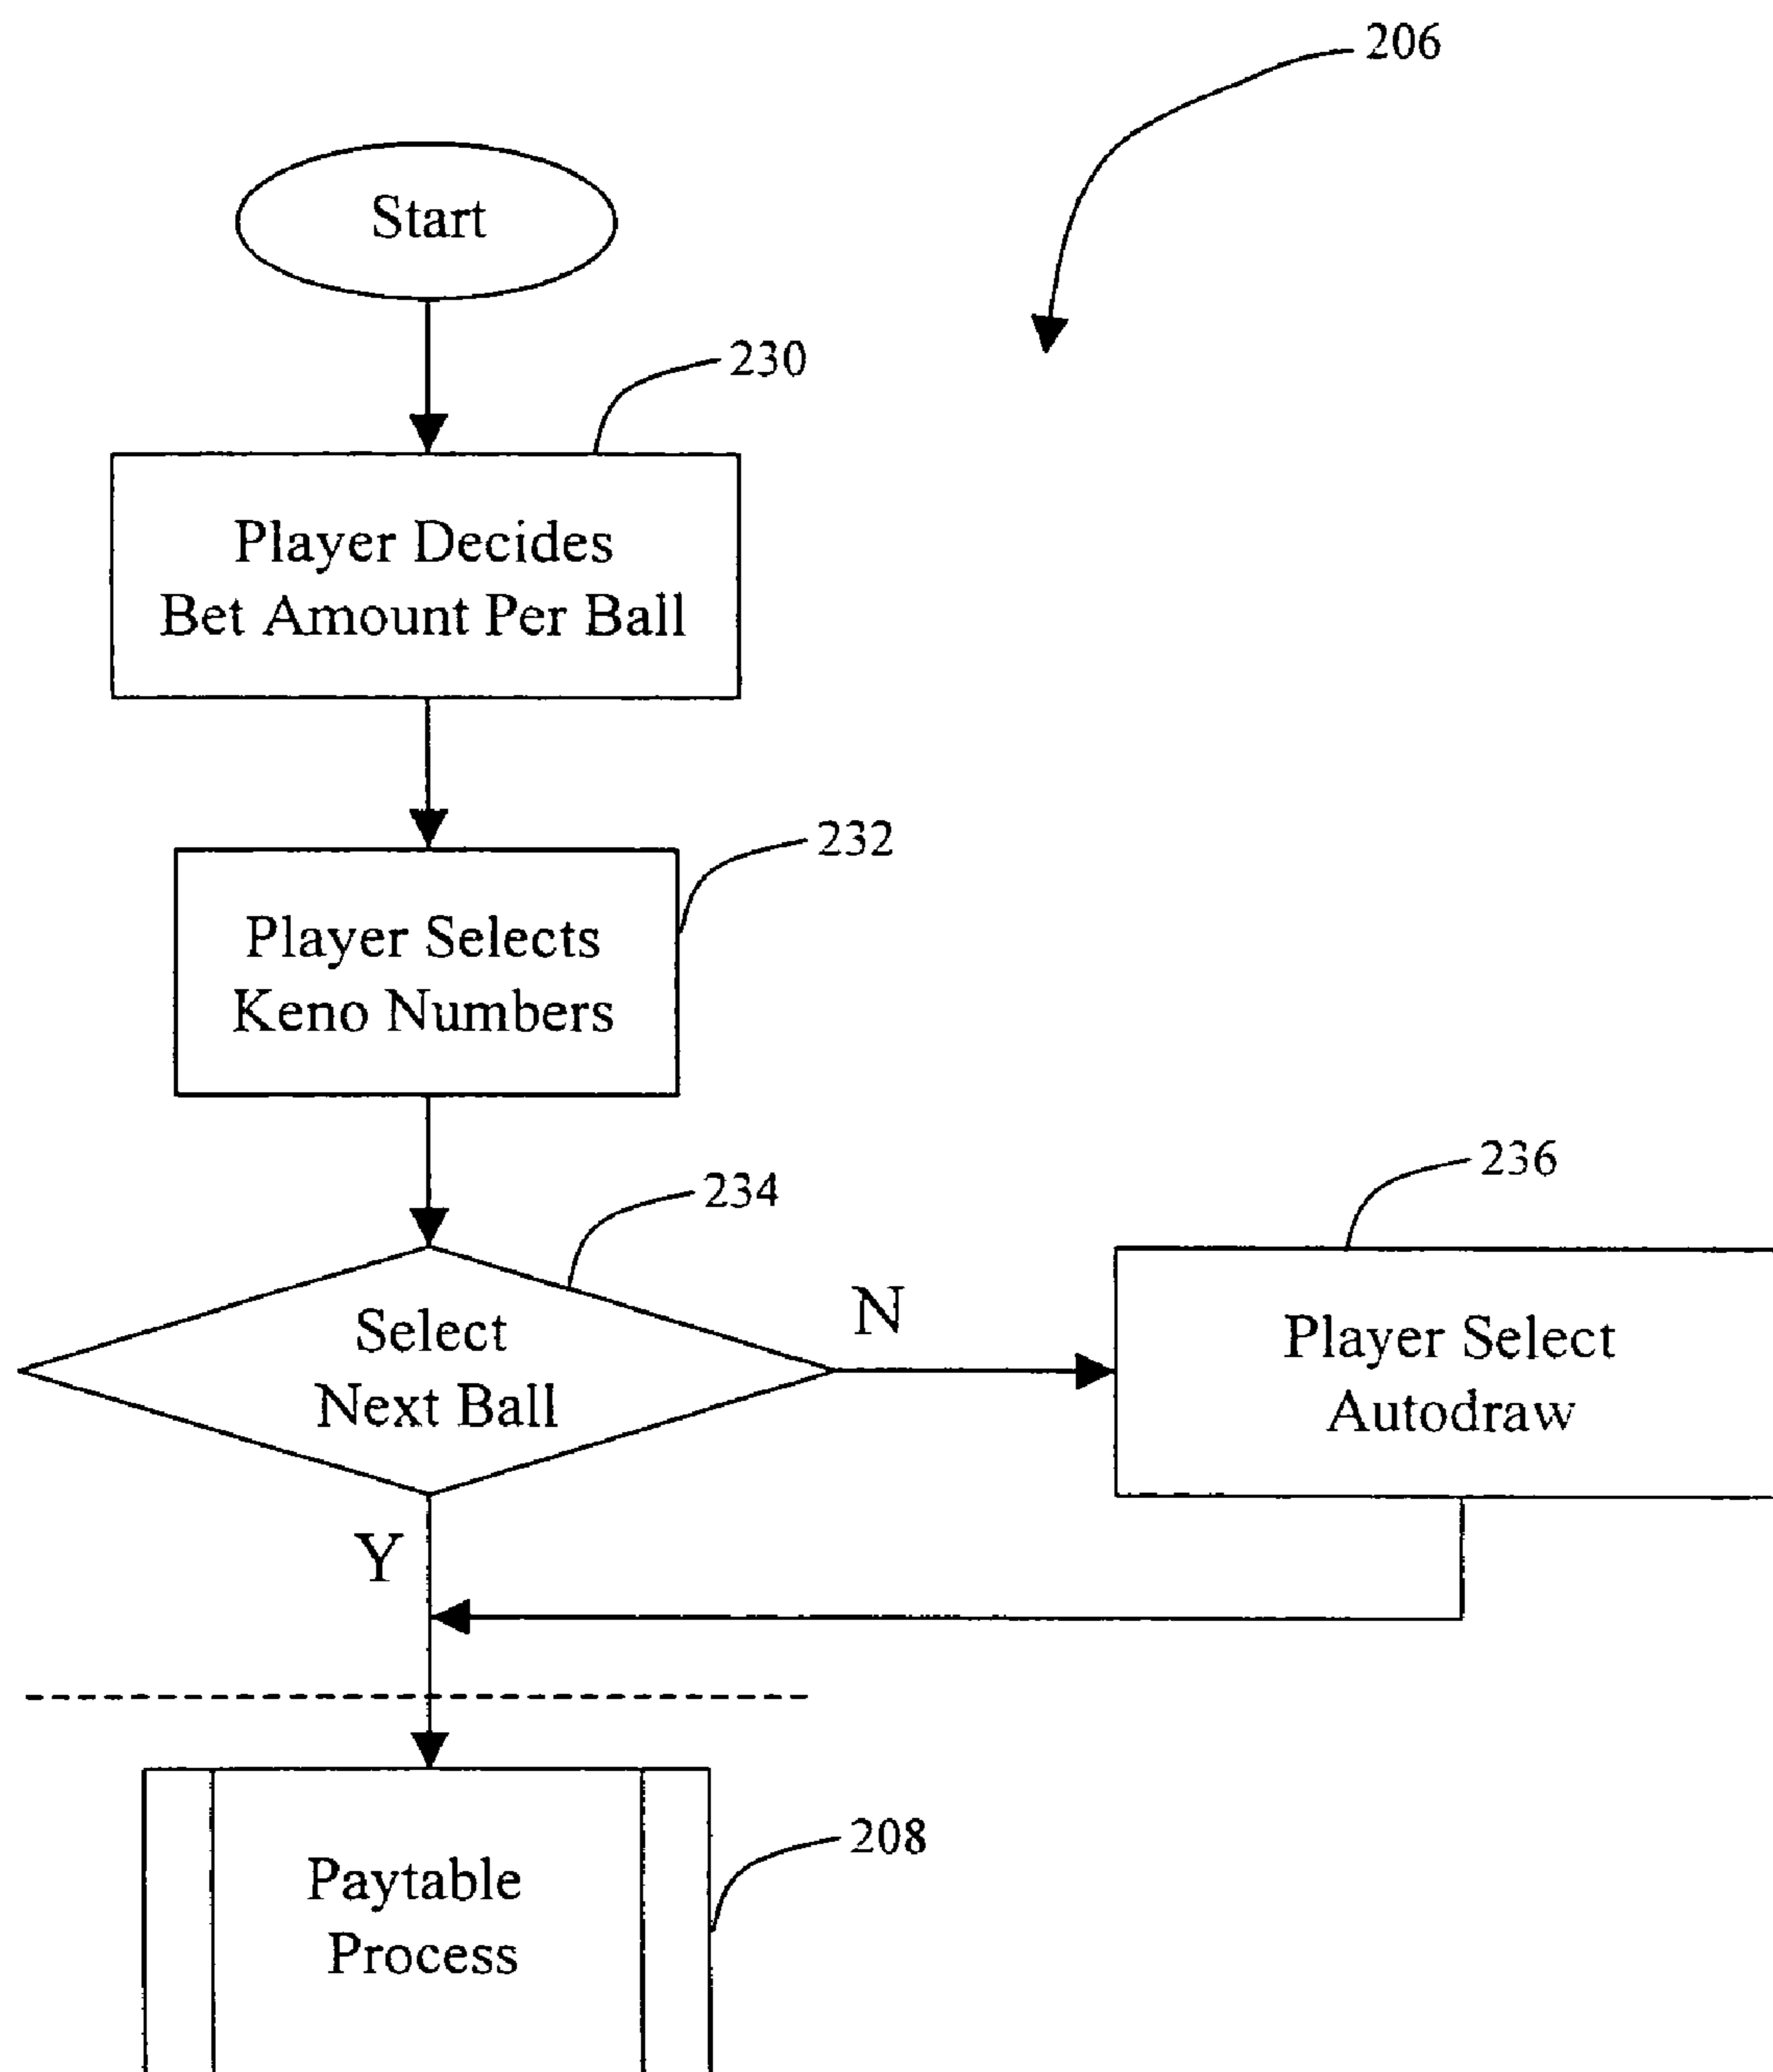 206
Start
230
Player Decides
Bet Amount Per Ball
232
Player Selects
Keno Numbers
234
236
Select
Next Ball
N
Player Select
Autodraw
Y
208
Paytable
Process